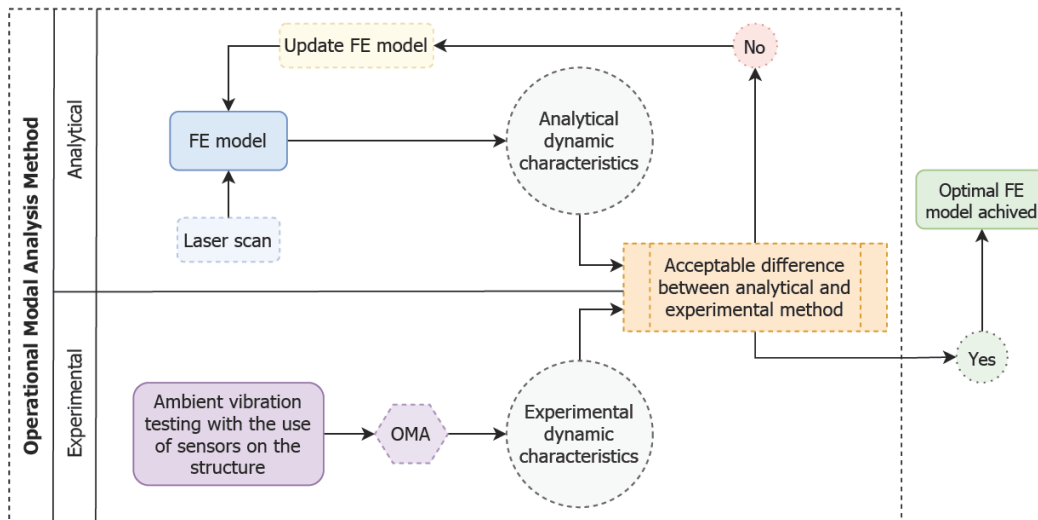 Operational Modal Analysis Method
Analytical
Experimental
Update FE model
No
FE model
Analytical
dynamic
characteristics
Laser scan
Optimal FE
model achived
Acceptable difference
between analytical and
experimental method
Yes
Ambient vibration
testing with the use
of sensors on the
structure
OMA
Experimental
dynamic
characteristics